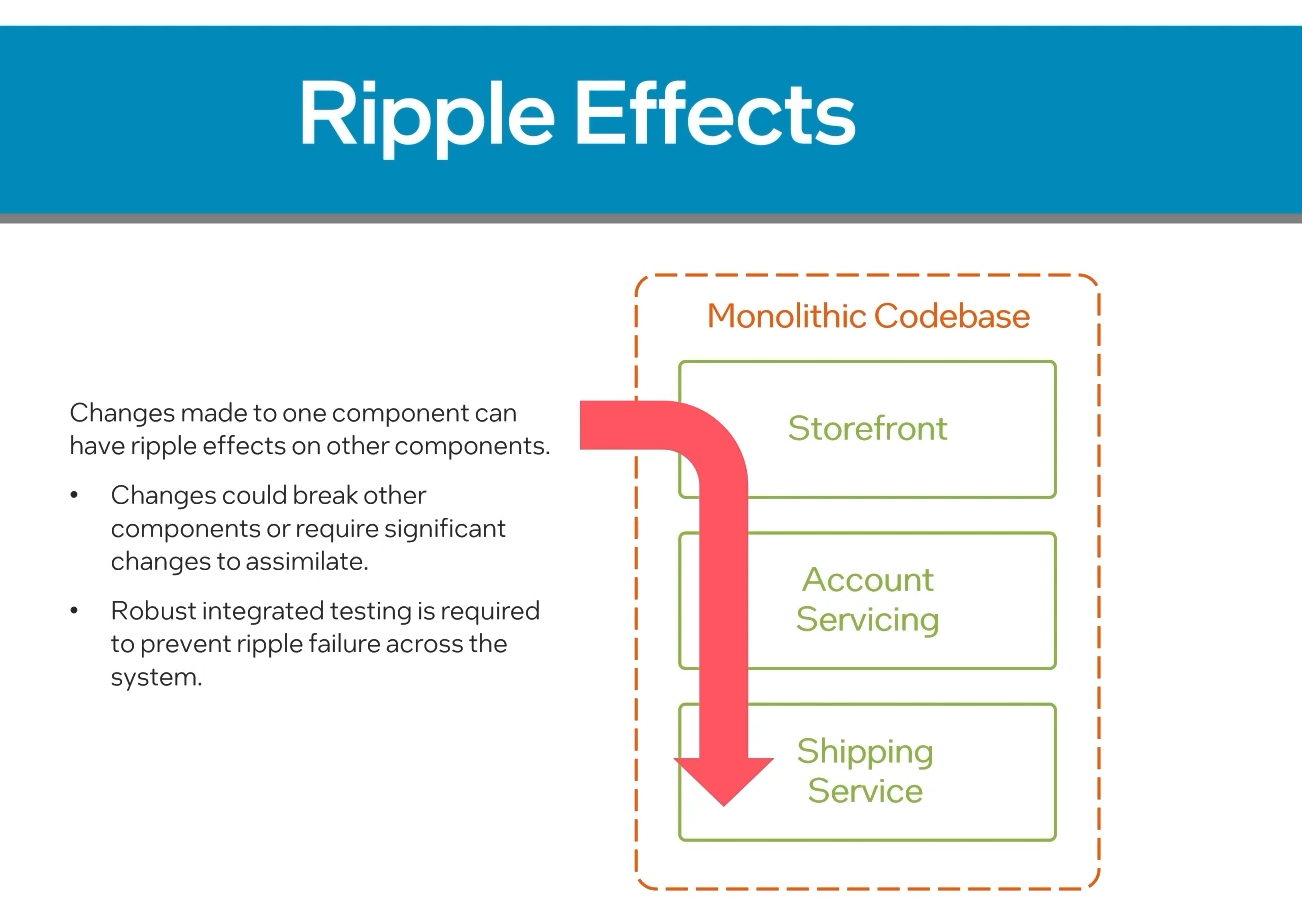 Ripple Effects
Changes made to one component can
have ripple effects on other components.
• Changes could break other
components or require significant
changes to assimilate.
• Robust integrated testing is required
to prevent ripple failure across the
system.
Monolithic Codebase
Storefront
Account
Servicing
Shipping
Service